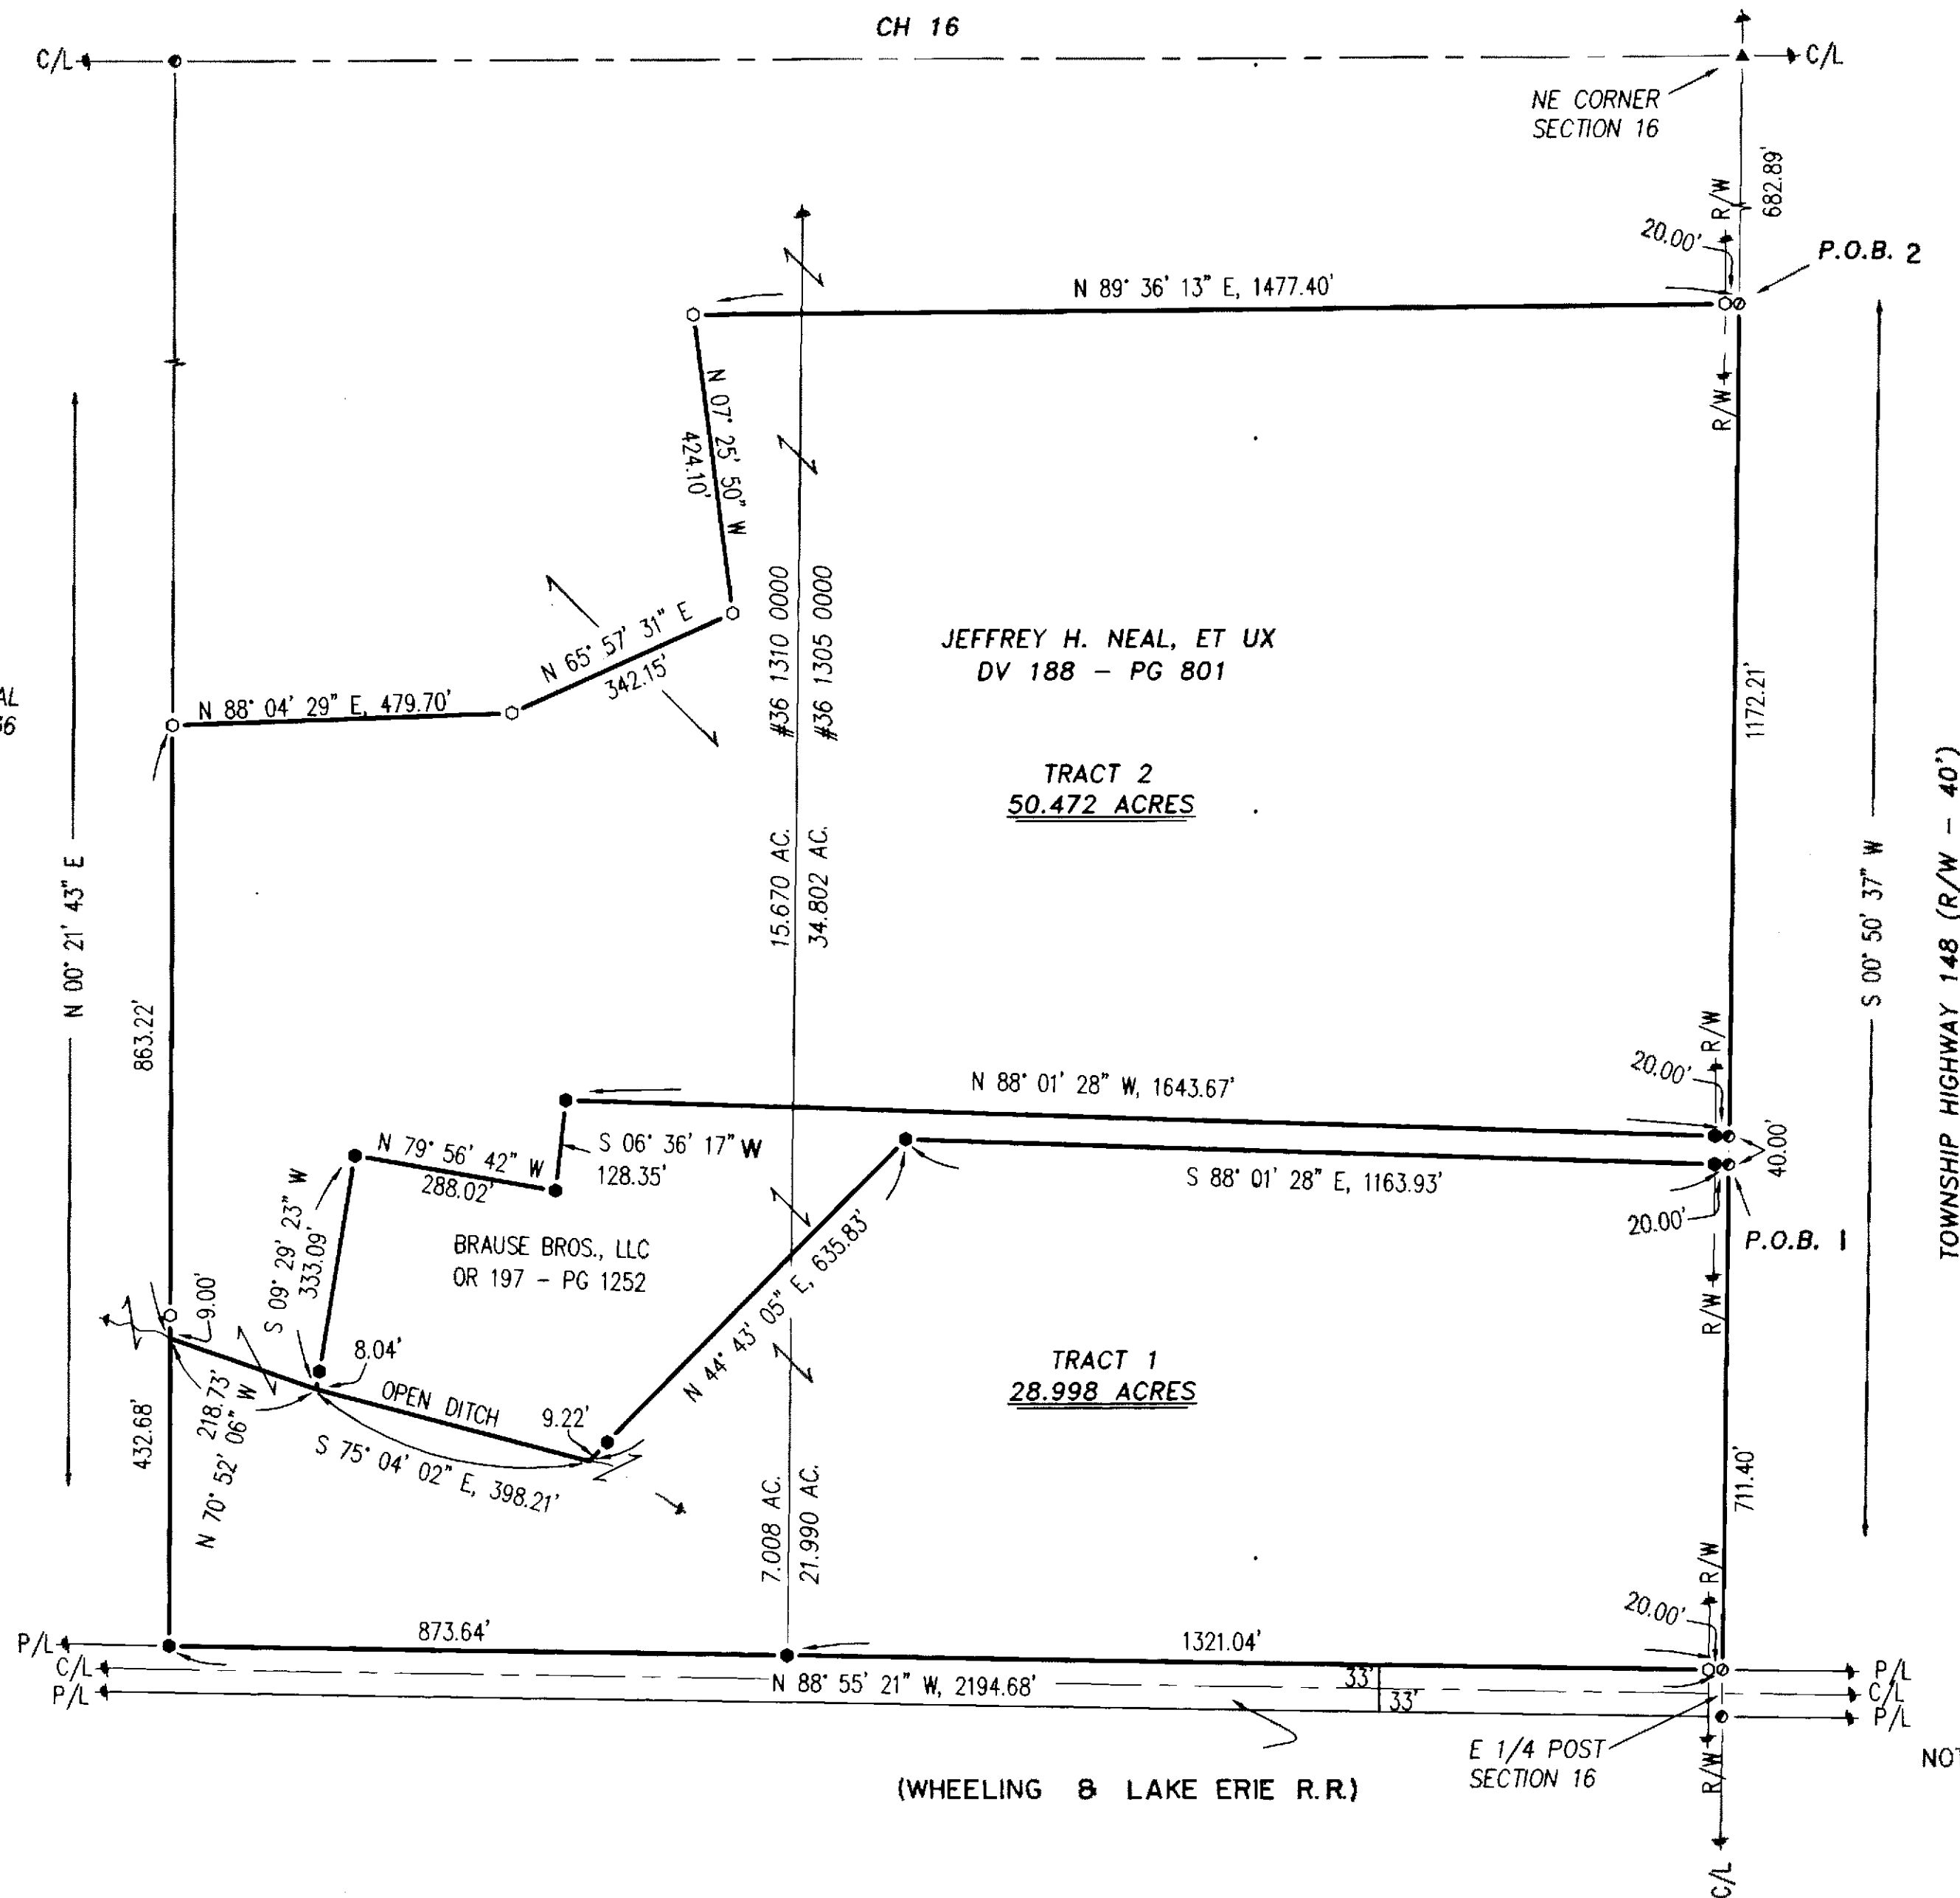 CH 16
C/L
C/L
NE CORNER
SECTION 16
R/W
682.89'
20.00'
P.O.B. 2
N 89° 36' 13" E, 1477.40'
R/W
N 07° 25' 50" W
424.10'
#36 1310 0000
#36 1305 0000
JEFFREY H. NEAL, ET UX
DV 188 - PG 801
N 65° 57' 31" E
342.15'
N 88° 04' 29" E, 479.70'
AL
1172.21'
TRACT 2
50.472 ACRES
TOWNSHIP HIGHWAY 148 (R/W - 40')
S 00° 50' 37" W
N 00° 21' 43" E
15.670 AC.
34.802 AC.
863.22'
R/W
20.00'
N 88° 01' 28" W, 1643.67'
40.00'
S 06° 36' 17" W
128.35'
N 79° 56' 42" W
288.02'
S 88° 01' 28" E, 1163.93'
20.00'
P.O.B. 1
S 09° 29' 23" W
333.09'
BRAUSE BROS., LLC
OR 197 - PG 1252
N 44° 43' 05" E, 635.83'
R/W
9.00'
8.04'
OPEN DITCH
TRACT 1
28.998 ACRES
218.73'
N 70° 52' 06" W
9.22'
S 75° 04' 02" E, 398.21'
432.68'
711.40'
7.008 AC.
21.990 AC.
R/W
20.00'
873.64'
1321.04'
P/L
C/L
P/L
N 88° 55' 21" W, 2194.68'
33'
33'
P/L
C/L
P/L
E 1/4 POST
SECTION 16
R/W
NOT
(WHEELING & LAKE ERIE R.R.)
C/L